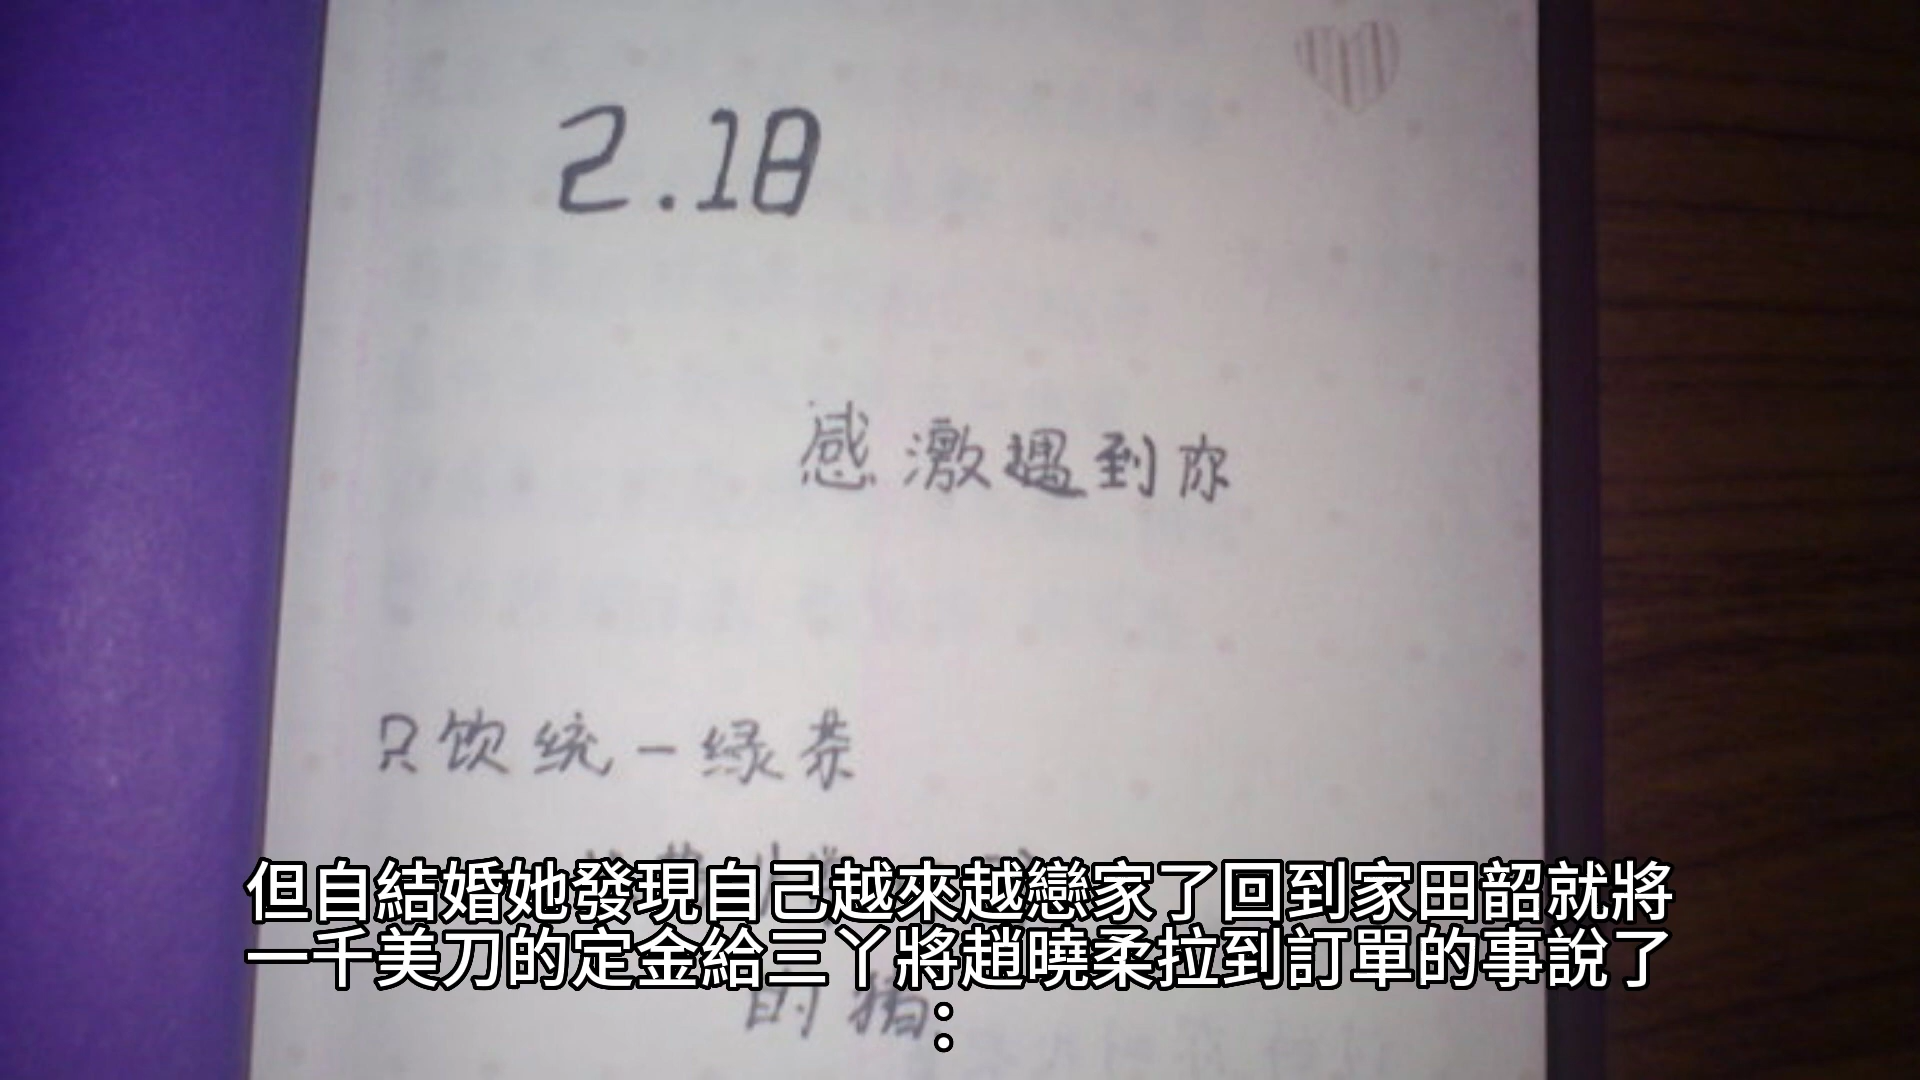 2.18
感激遇到你
只饮统一绿茶
但自結婚她發現自己越來越戀家了回到家田韶就將
一千美刀的定金給三丫將趙曉柔拉到訂單的事說了
的猫
：